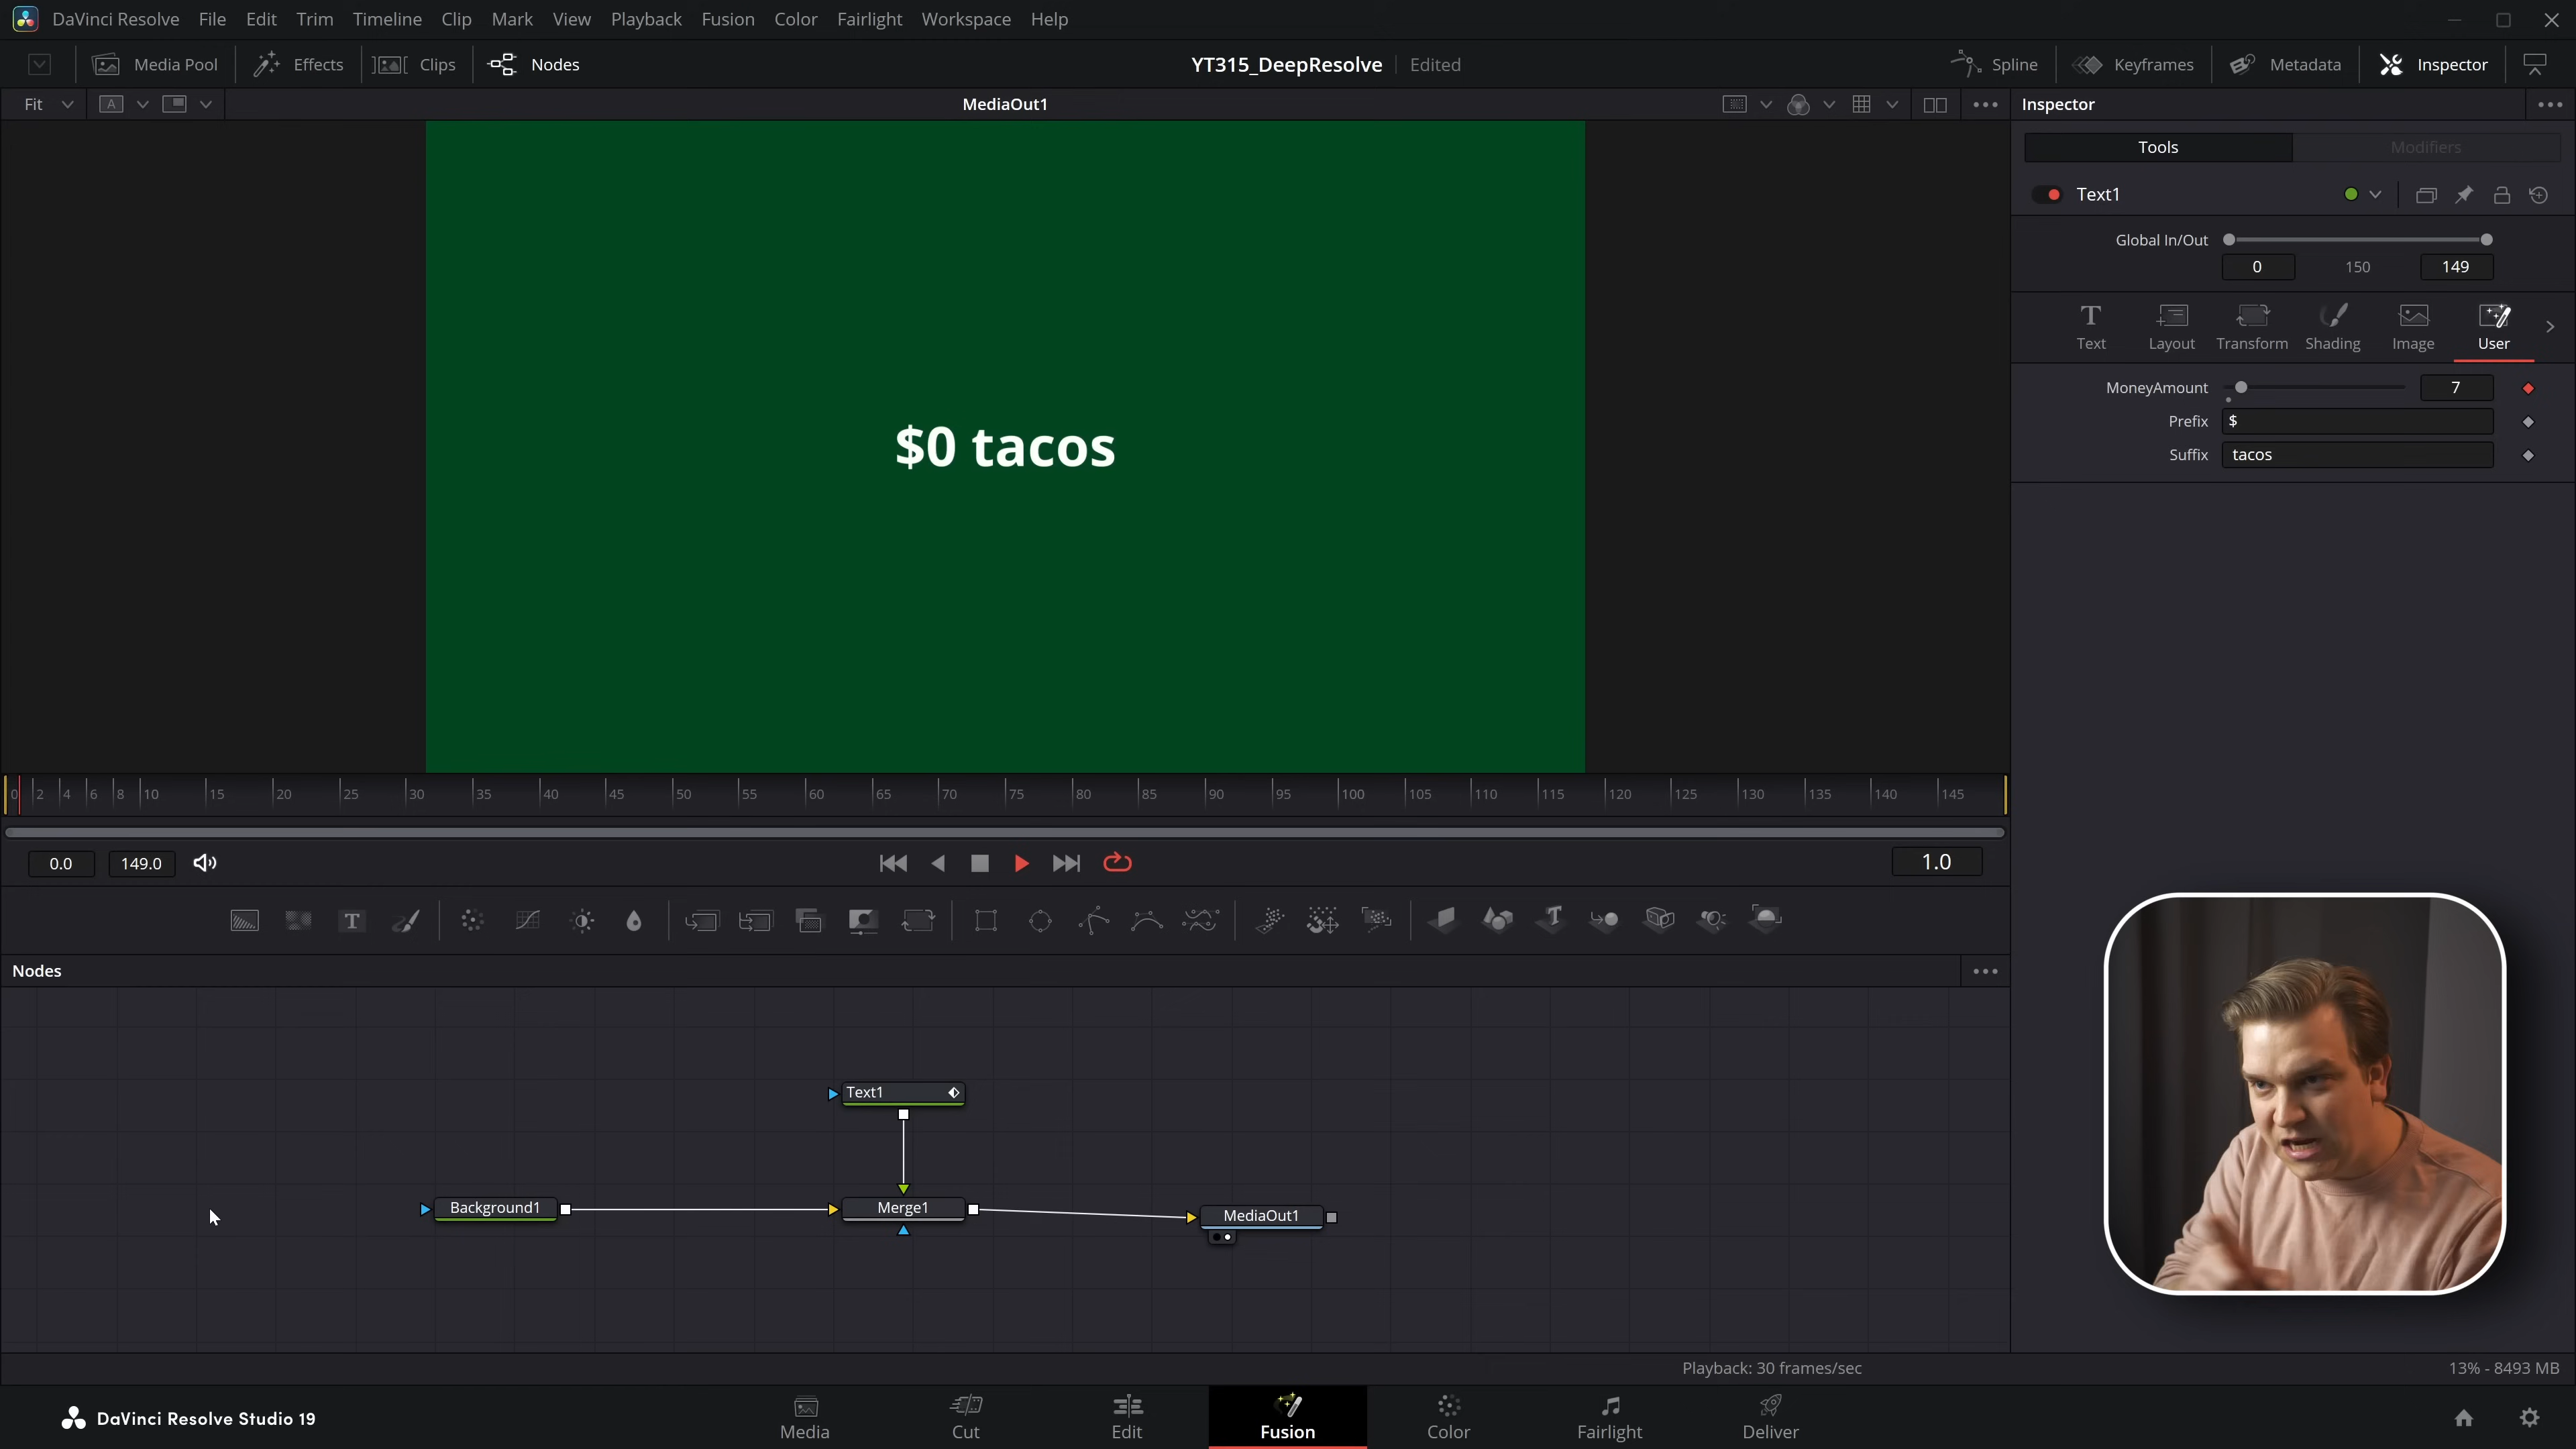 DaVinci Resolve File Edit Trim Timeline Clip Mark View Playback Fusion Color Fairlight Workspace Help
Media Pool Effects Clips Nodes YT315_DeepResolve Edited Spline Keyframes Metadata Inspector
Fit A MediaOut1 Inspector
Tools Modifiers
Text1
Global In/Out
0 150 149
Text Layout Transform Shading Image User
MoneyAmount 7
Prefix $
Suffix tacos
$0 tacos
0 2 4 6 8 10 15 20 25 30 35 40 45 50 55 60 65 70 75 80 85 90 95 100 105 110 115 120 125 130 135 140 145
0.0 149.0 1.0
Nodes
Text1
Background1 Merge1 MediaOut1
Playback: 30 frames/sec 13% - 8493 MB
DaVinci Resolve Studio 19 Media Cut Edit Fusion Color Fairlight Deliver